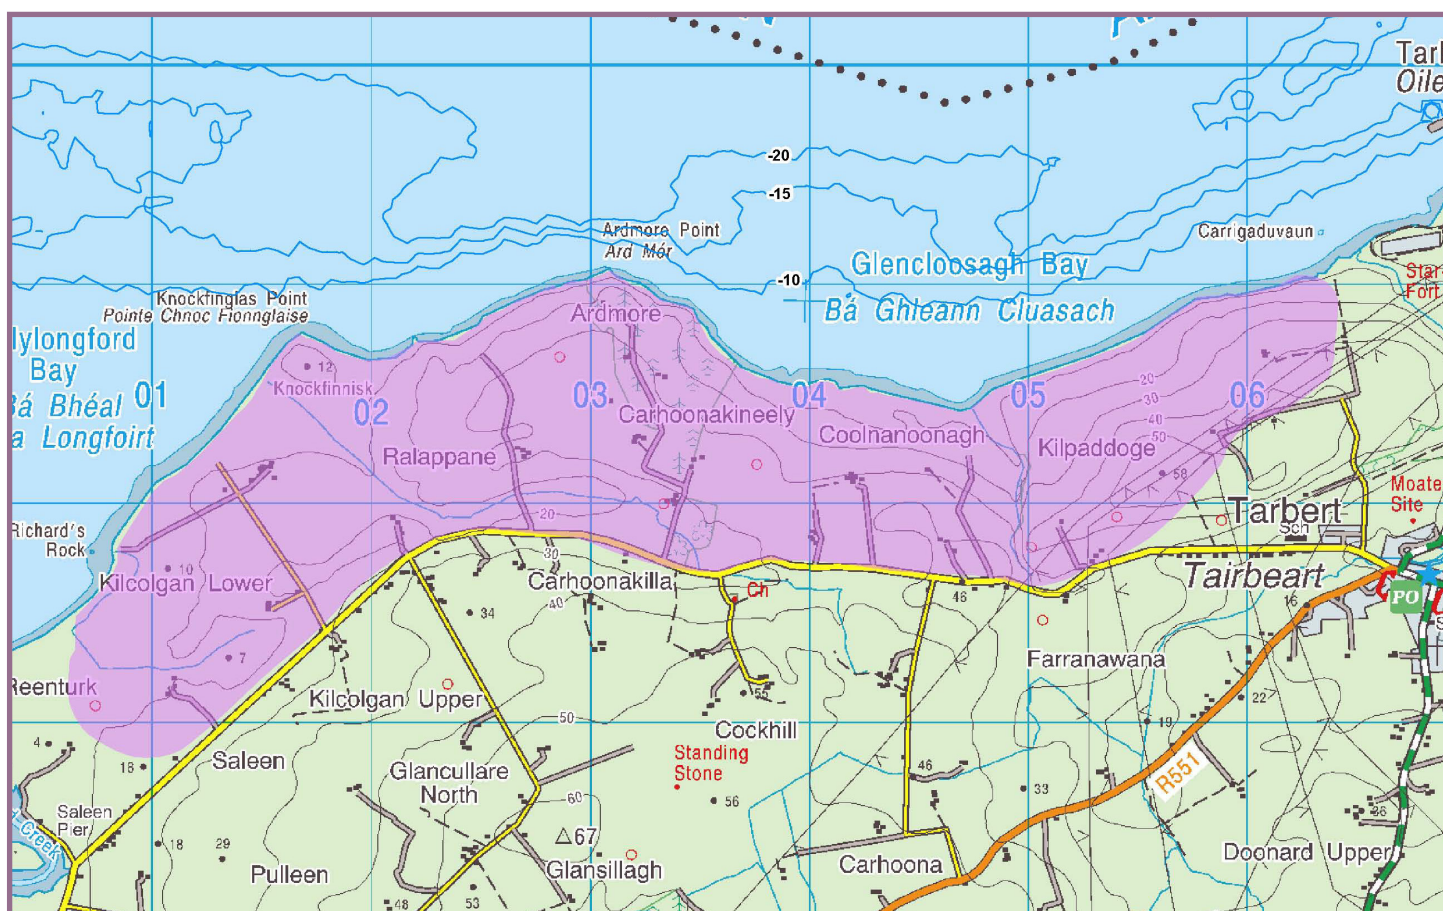 Tarb
Oile
-20
-15
Ardmore Point
Ard Mór
Carrigaduvaun
Glencloosagh Bay
Bá Ghleann Cluasach
-10
Star-
Fort
Knockfinglas Point
Pointe Chnoc Fionnglaise
llylongford
Bay
Bá Bhéal
a Longfoirt
01
Ardmore
12
Knockfinnisk
02
03
04
05
06
20
30
40
50
Carhoonakineely
Ralappane
Coolnanoonagh
Kilpaddoge
58
Moate
Site
Tarbert
Sch
Tairbeart
PO
Richard's
Rock
20
30
40
10
Kilcolgan Lower
Carhoonakilla
Ch
46
34
16
7
Reenturk
Kilcolgan Upper
Farranawana
55
50
22
19
Cockhill
4
18
Saleen
Standing
Stone
Glancullare
North
46
R551
33
56
60
36
Saleen
Pier
Creek
18
29
67
Pulleen
Glansillagh
Carhoona
Doonard Upper
48
53